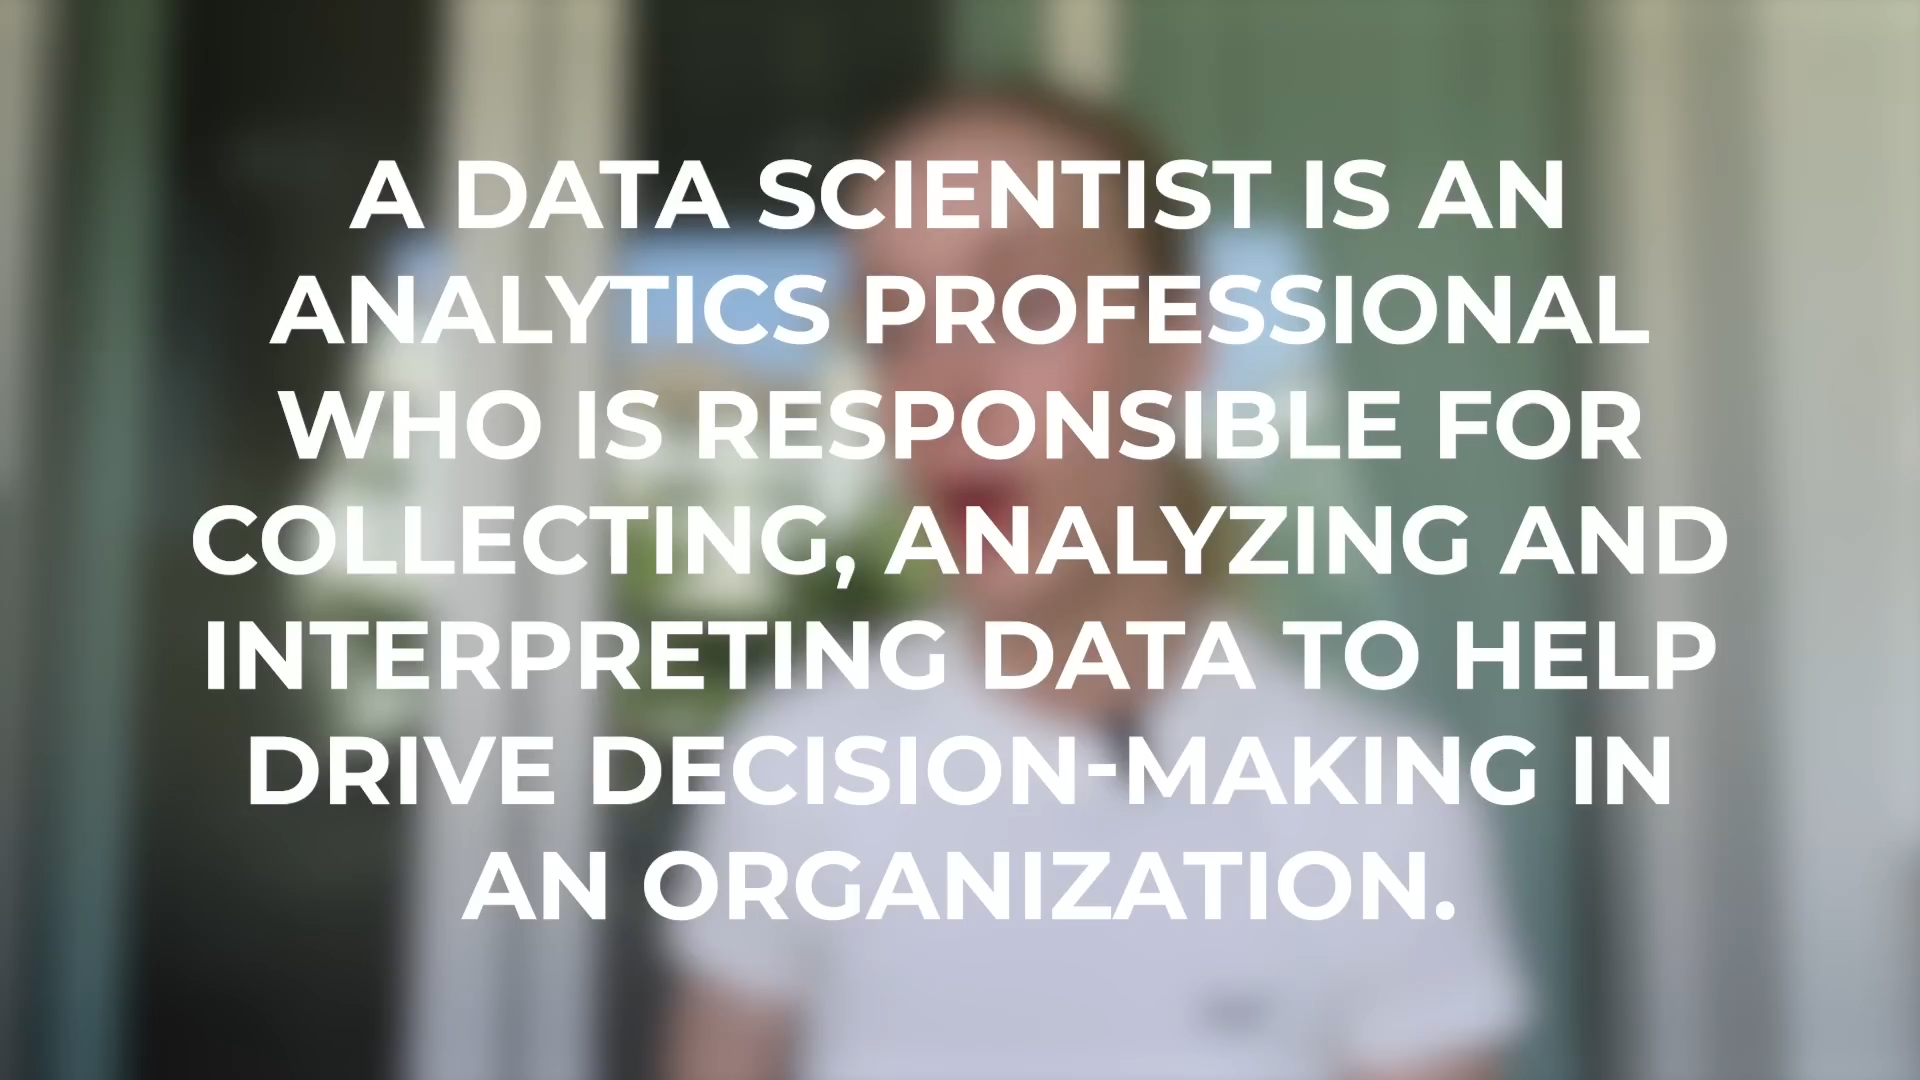 A DATA SCIENTIST IS AN
ANALYTICS PROFESSIONAL
WHO IS RESPONSIBLE FOR
COLLECTING, ANALYZING AND
INTERPRETING DATA TO HELP
DRIVE DECISION-MAKING IN
AN ORGANIZATION.